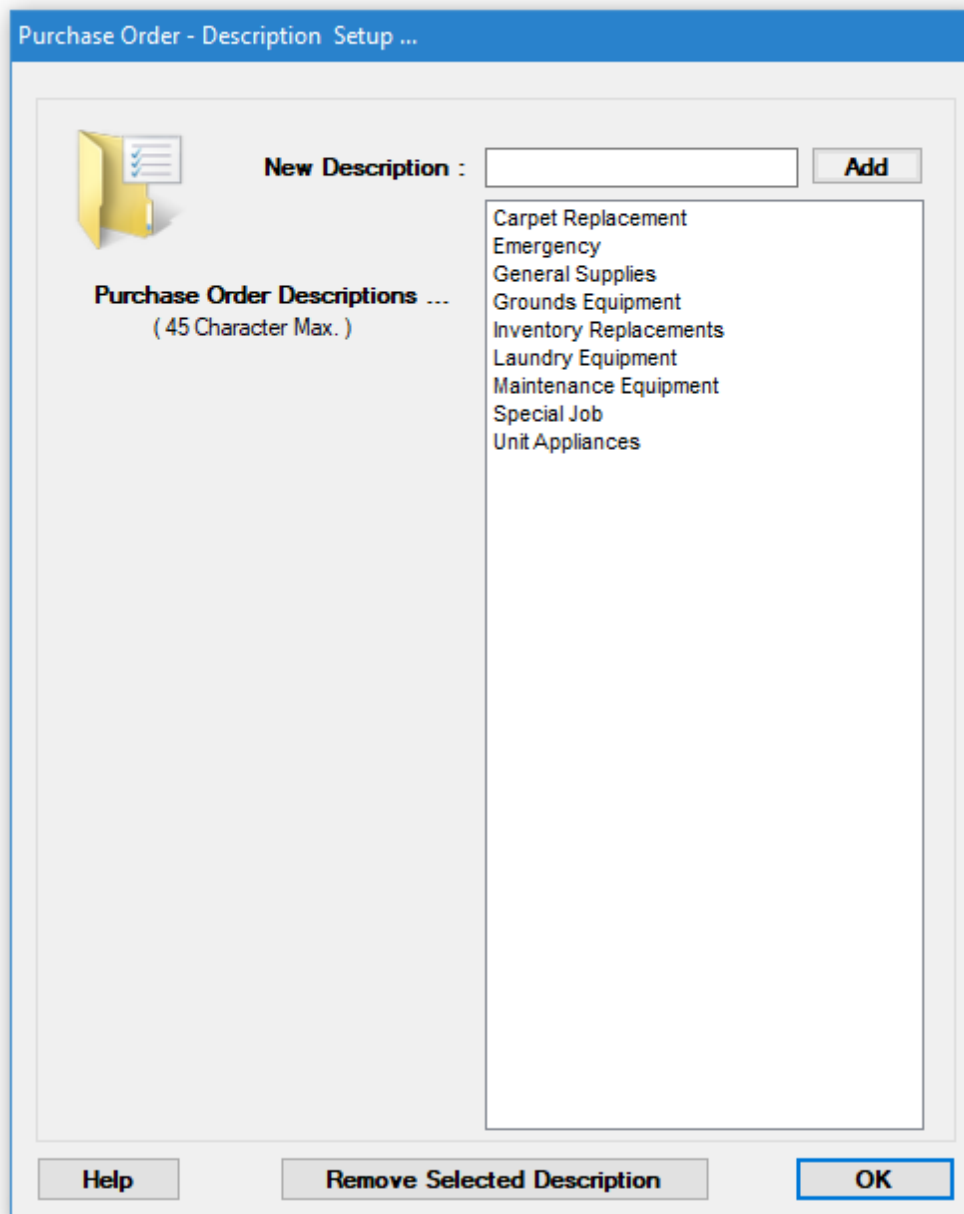 Purchase Order - Description  Setup ...
New Description :
Add
Purchase Order Descriptions ...
( 45 Character Max. )
Carpet Replacement
Emergency
General Supplies
Grounds Equipment
Inventory Replacements
Laundry Equipment
Maintenance Equipment
Special Job
Unit Appliances
Help
Remove Selected Description
OK